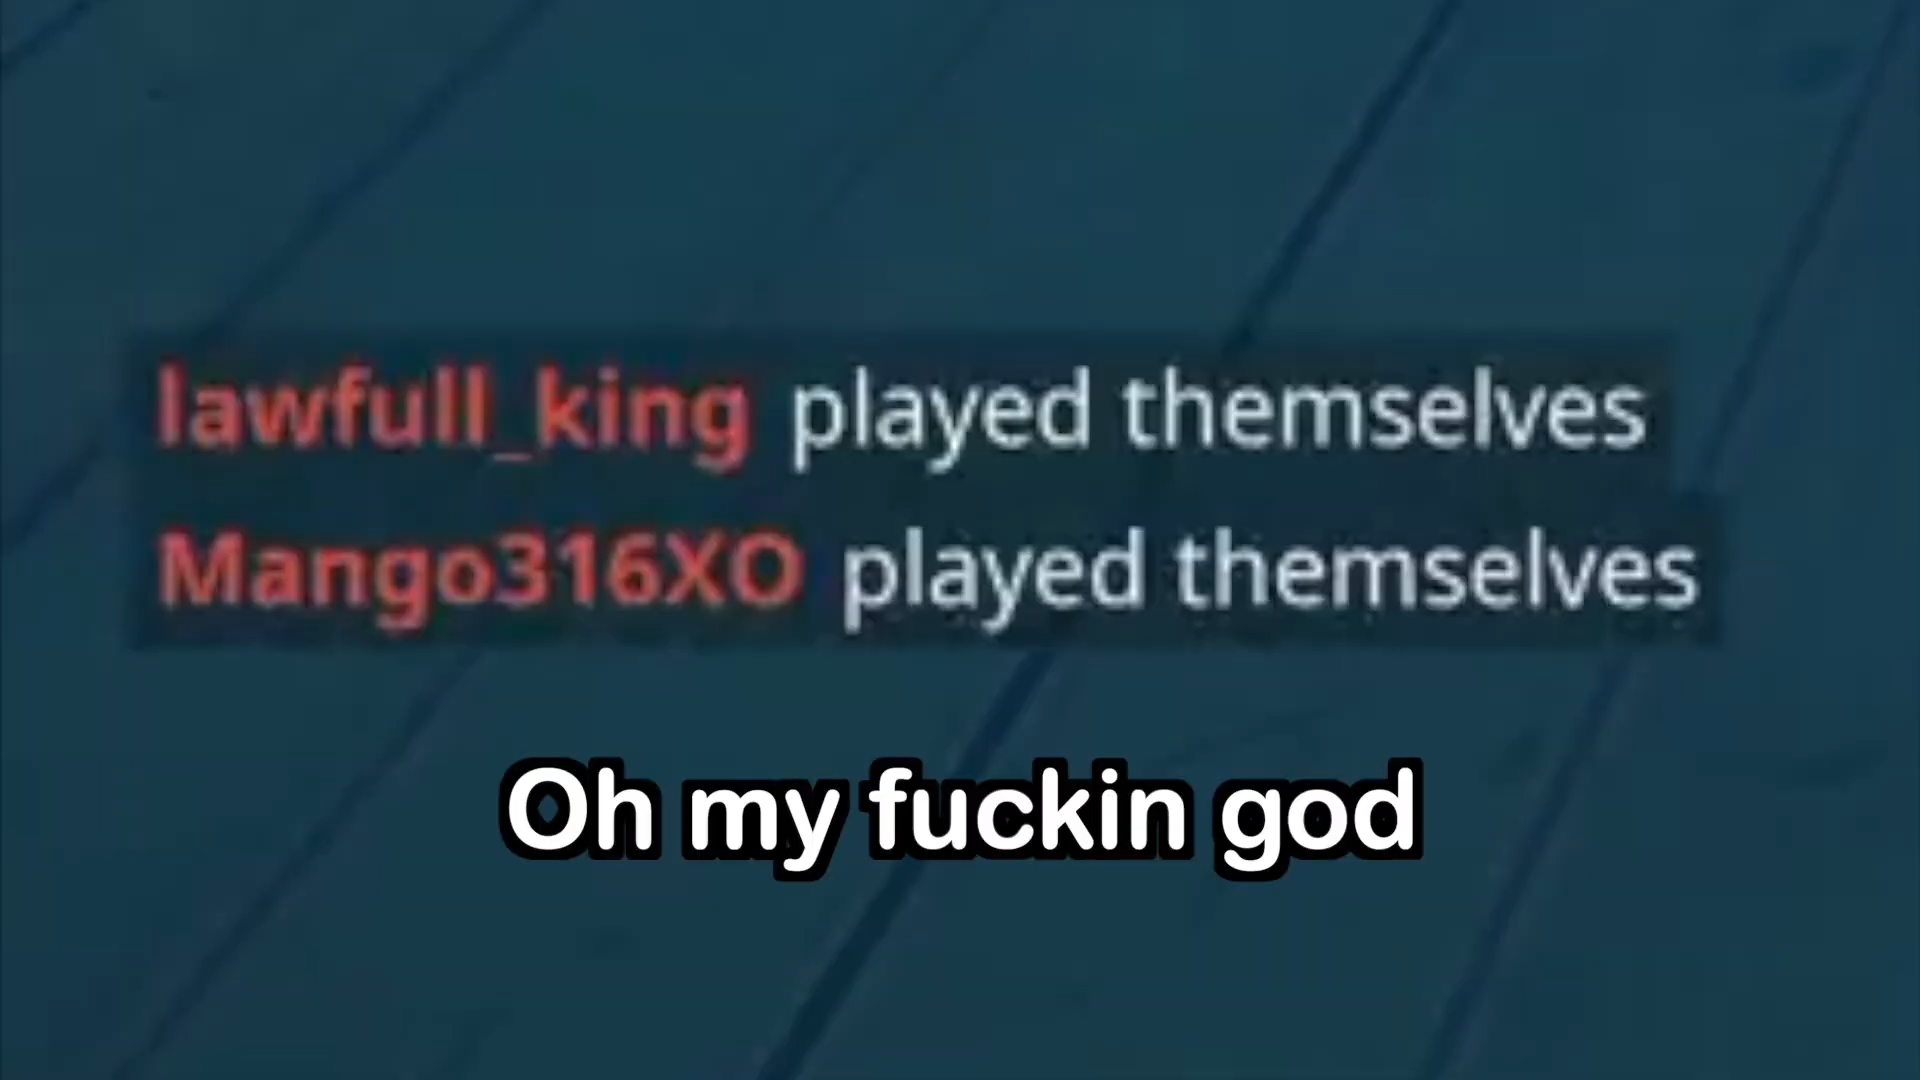 lawfull_king played themselves
Mango316XO played themselves
Oh my fuckin god